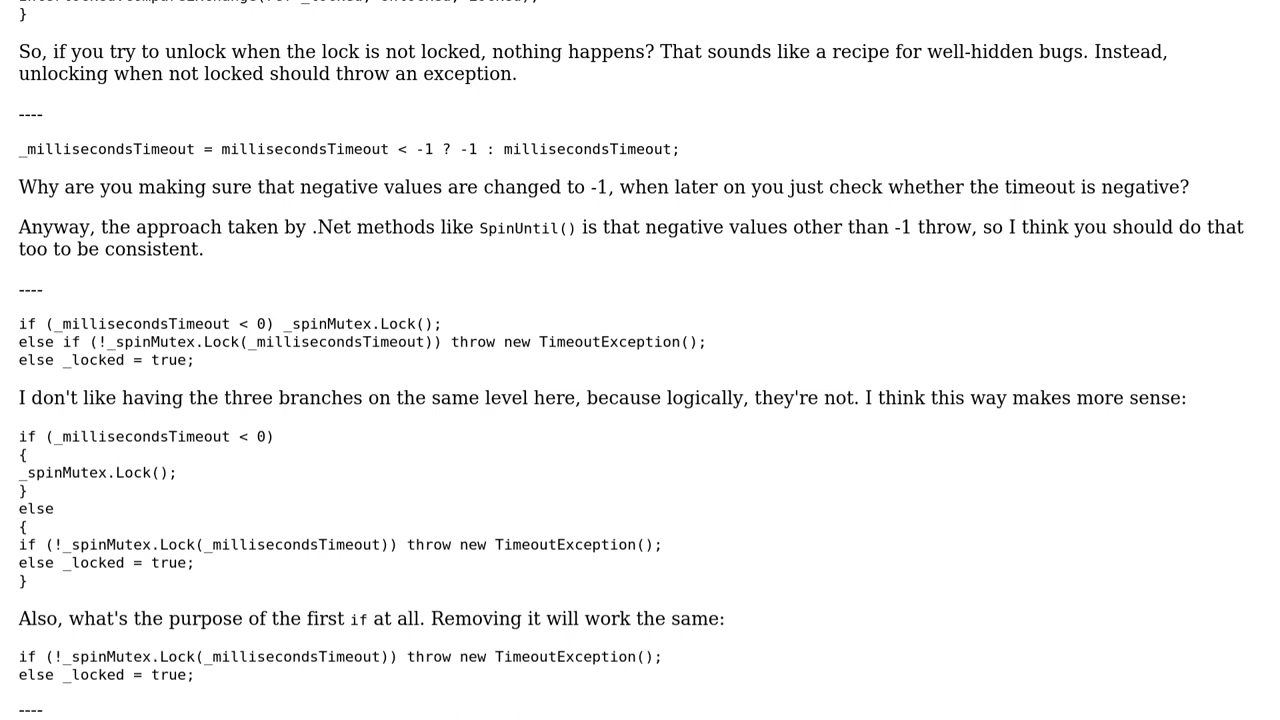 }
So, if you try to unlock when the lock is not locked, nothing happens? That sounds like a recipe for well-hidden bugs. Instead,
unlocking when not locked should throw an exception.
----
_millisecondsTimeout = millisecondsTimeout < -1 ? -1 : millisecondsTimeout;
Why are you making sure that negative values are changed to -1, when later on you just check whether the timeout is negative?
Anyway, the approach taken by .Net methods like SpinUntil() is that negative values other than -1 throw, so I think you should do that
too to be consistent.
----
if (_millisecondsTimeout < 0) _spinMutex.Lock();
else if (!_spinMutex.Lock(_millisecondsTimeout)) throw new TimeoutException();
else _locked = true;
I don't like having the three branches on the same level here, because logically, they're not. I think this way makes more sense:
if (_millisecondsTimeout < 0)
{
_spinMutex.Lock();
}
else
{
if (!_spinMutex.Lock(_millisecondsTimeout)) throw new TimeoutException();
else _locked = true;
}
Also, what's the purpose of the first if at all. Removing it will work the same:
if (!_spinMutex.Lock(_millisecondsTimeout)) throw new TimeoutException();
else _locked = true;
----